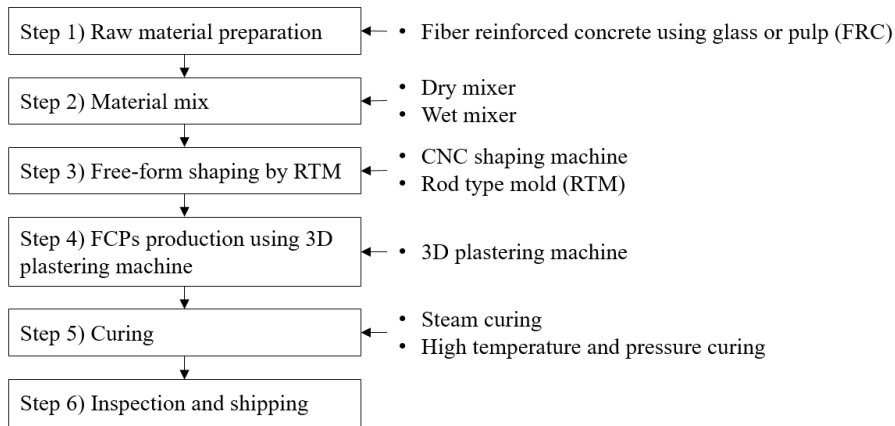 Step 1) Raw material preparation
• Fiber reinforced concrete using glass or pulp (FRC)
Step 2) Material mix
• Dry mixer
• Wet mixer
Step 3) Free-form shaping by RTM
• CNC shaping machine
• Rod type mold (RTM)
Step 4) FCPs production using 3D
plastering machine
• 3D plastering machine
Step 5) Curing
• Steam curing
• High temperature and pressure curing
Step 6) Inspection and shipping